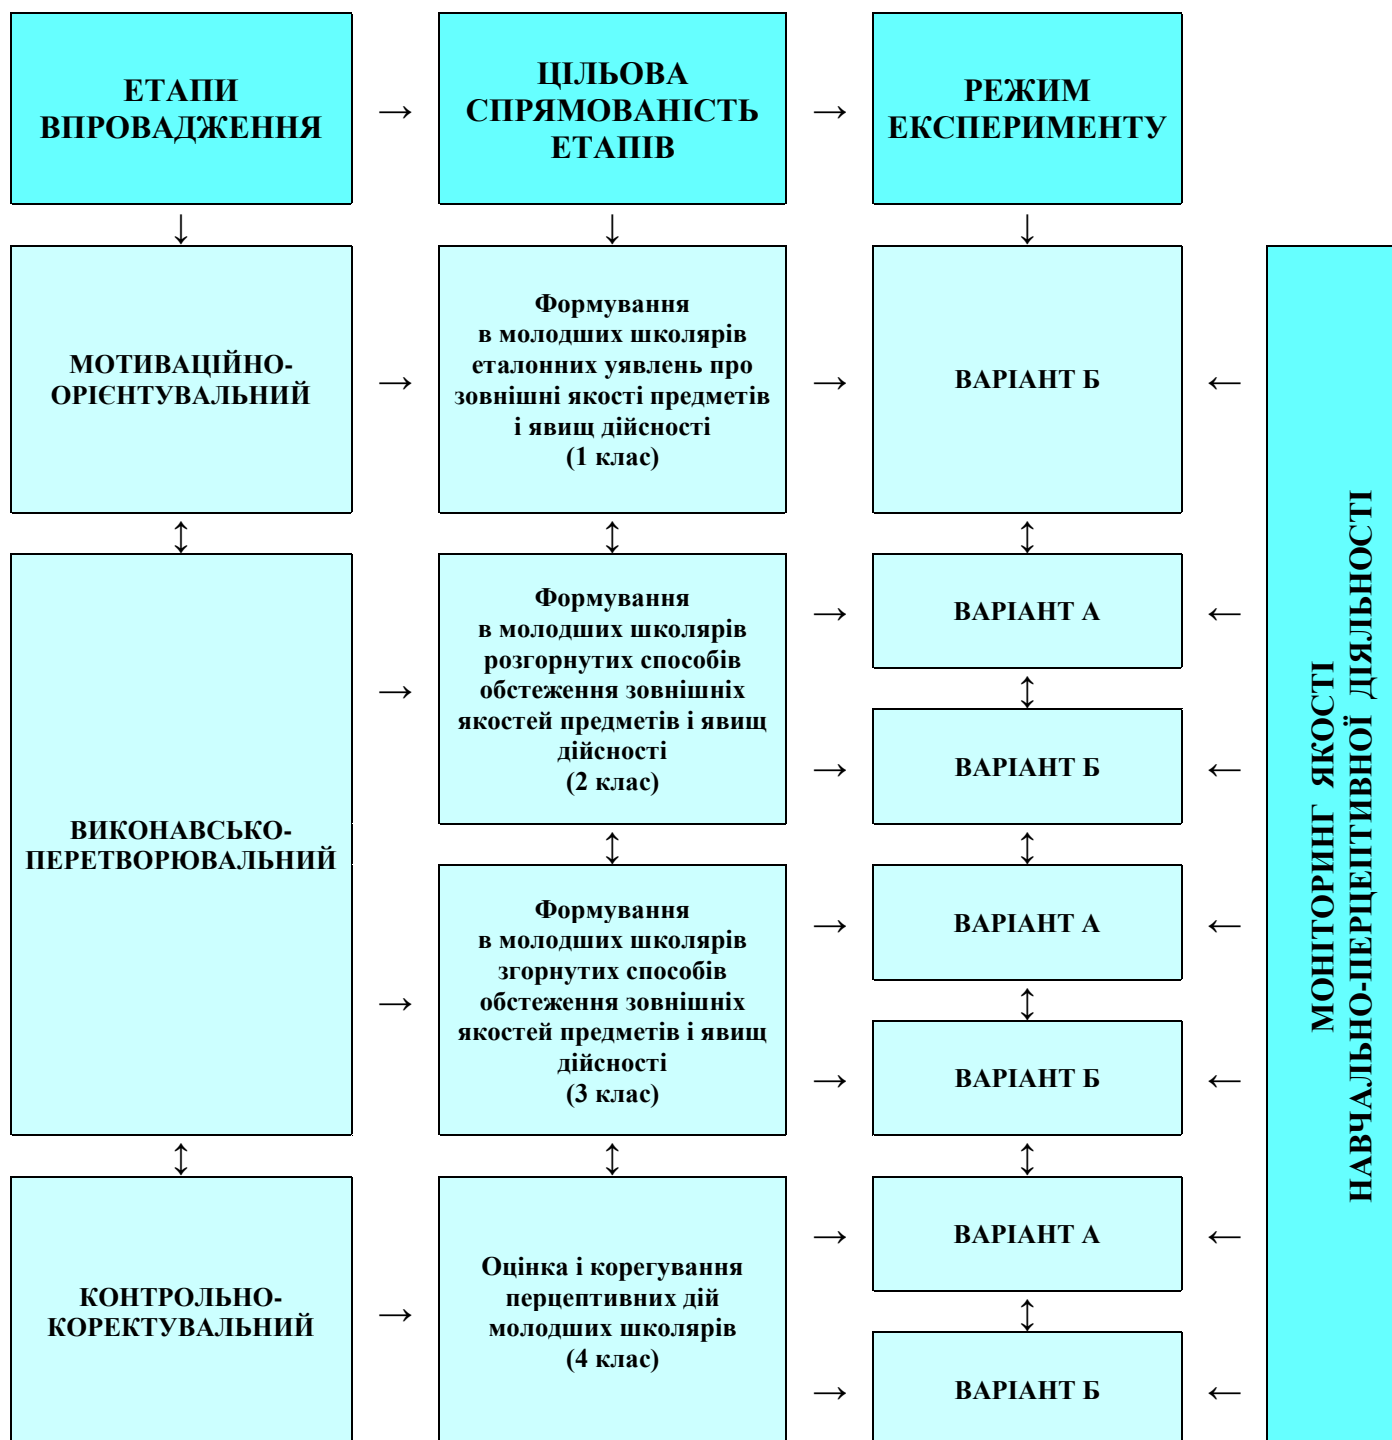 ЕТАПИ
ВПРОВАДЖЕННЯ
→
ЦІЛЬОВА
СПРЯМОВАНІСТЬ
ЕТАПІВ
→
РЕЖИМ
ЕКСПЕРИМЕНТУ
↓
↓
↓
МОТИВАЦІЙНО-
ОРІЄНТУВАЛЬНИЙ
→
Формування
в молодших школярів
еталонних уявлень про
зовнішні якості предметів
і явищ дійсності
(1 клас)
→
ВАРІАНТ Б
←
↕
↕
↕
ВИКОНАВСЬКО-
ПЕРЕТВОРЮВАЛЬНИЙ
→
Формування
в молодших школярів
розгорнутих способів
обстеження зовнішніх
якостей предметів і явищ
дійсності
(2 клас)
→
ВАРІАНТ А
←
↕
→
ВАРІАНТ Б
←
↕
↕
→
Формування
в молодших школярів
згорнутих способів
обстеження зовнішніх
якостей предметів і явищ
дійсності
(3 клас)
→
ВАРІАНТ А
←
↕
→
ВАРІАНТ Б
←
↕
↕
↕
КОНТРОЛЬНО-
КОРЕКТУВАЛЬНИЙ
→
Оцінка і корегування
перцептивних дій
молодших школярів
(4 клас)
→
ВАРІАНТ А
←
↕
→
ВАРІАНТ Б
←
МОНІТОРИНГ ЯКОСТІ
НАВЧАЛЬНО-ПЕРЦЕПТИВНОЇ ДІЯЛЬНОСТІ